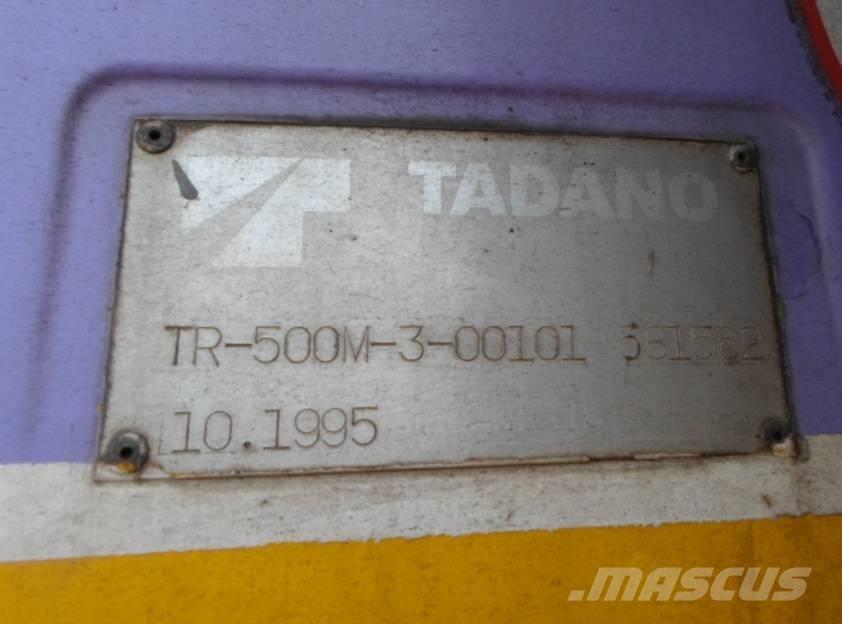 TADANO
TR-500M-3-00101 581562
10.1995
.MASCUS